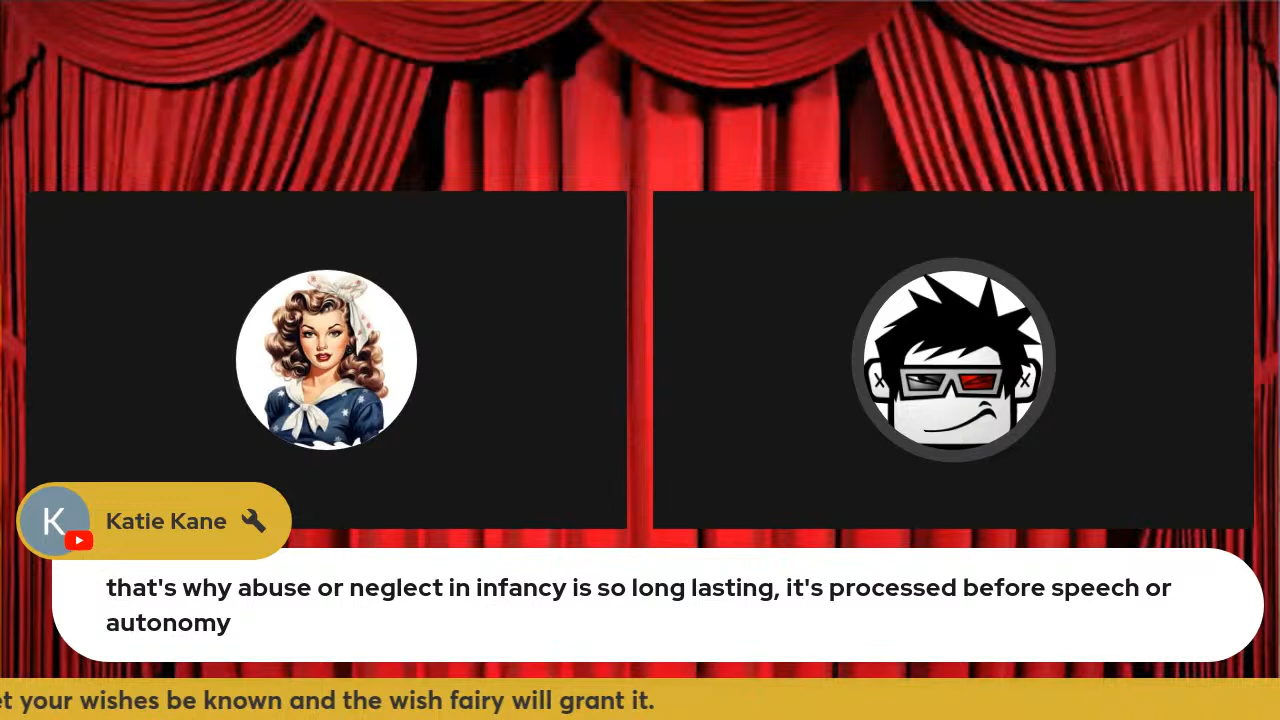 K
Katie Kane
that's why abuse or neglect in infancy is so long lasting, it's processed before speech or
autonomy
your wishes be known and the wish fairy will grant it.